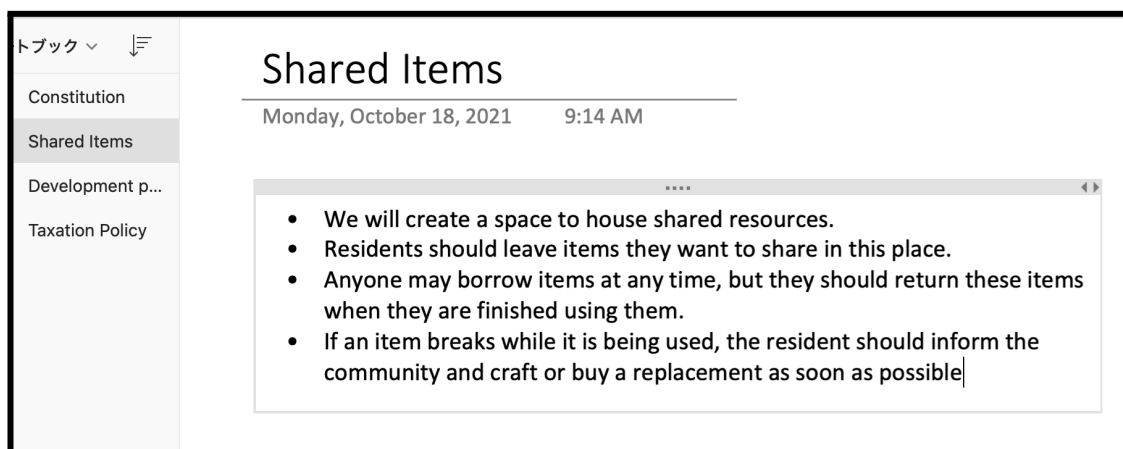 トブック
Constitution
Shared Items
Development p...
Taxation Policy
Shared Items
Monday, October 18, 2021 9:14 AM
• We will create a space to house shared resources.
• Residents should leave items they want to share in this place.
• Anyone may borrow items at any time, but they should return these items
when they are finished using them.
• If an item breaks while it is being used, the resident should inform the
community and craft or buy a replacement as soon as possible